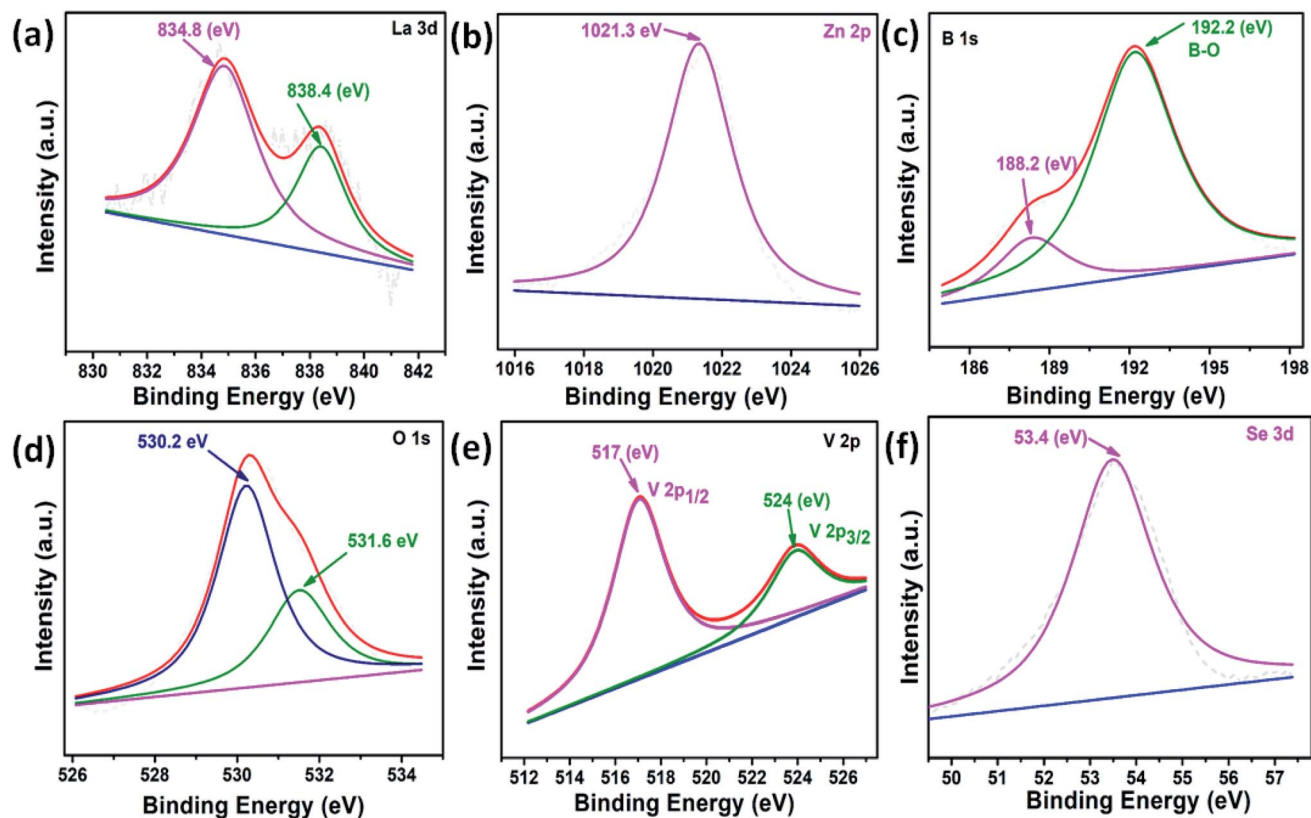 (a)
La 3d
834.8 (eV)
838.4 (eV)
Intensity (a.u.)
830 832 834 836 838 840 842
Binding Energy (eV)
(b)
Zn 2p
1021.3 eV
Intensity (a.u.)
1016 1018 1020 1022 1024 1026
Binding Energy (eV)
(c)
B 1s
192.2 (eV)
B-O
188.2 (eV)
Intensity (a.u.)
186 189 192 195 198
Binding Energy (eV)
(d)
O 1s
530.2 eV
531.6 eV
Intensity (a.u.)
526 528 530 532 534
Binding Energy (eV)
(e)
V 2p
517 (eV)
V 2p1/2
524 (eV)
V 2p3/2
Intensity (a.u.)
512 514 516 518 520 522 524 526
Binding Energy (eV)
(f)
Se 3d
53.4 (eV)
Intensity (a.u.)
50 51 52 53 54 55 56 57
Binding Energy (eV)